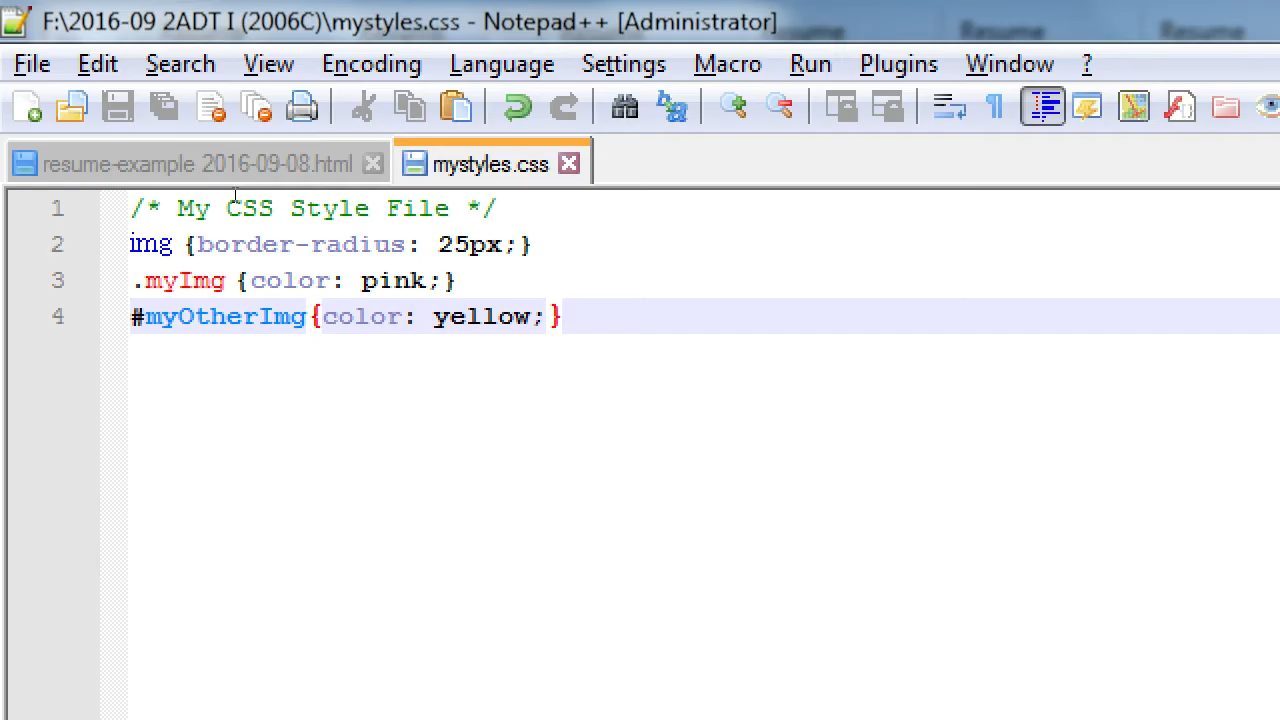 F:\2016-09 2ADT I (2006C)\mystyles.css - Notepad++ [Administrator]
Resume Resume
File Edit Search View Encoding Language Settings Macro Run Plugins Window ?
resume-example 2016-09-08.html mystyles.css
1 /* My CSS Style File */
2 img {border-radius: 25px;}
3 .myImg {color: pink;}
4 #myOtherImg{color: yellow;}